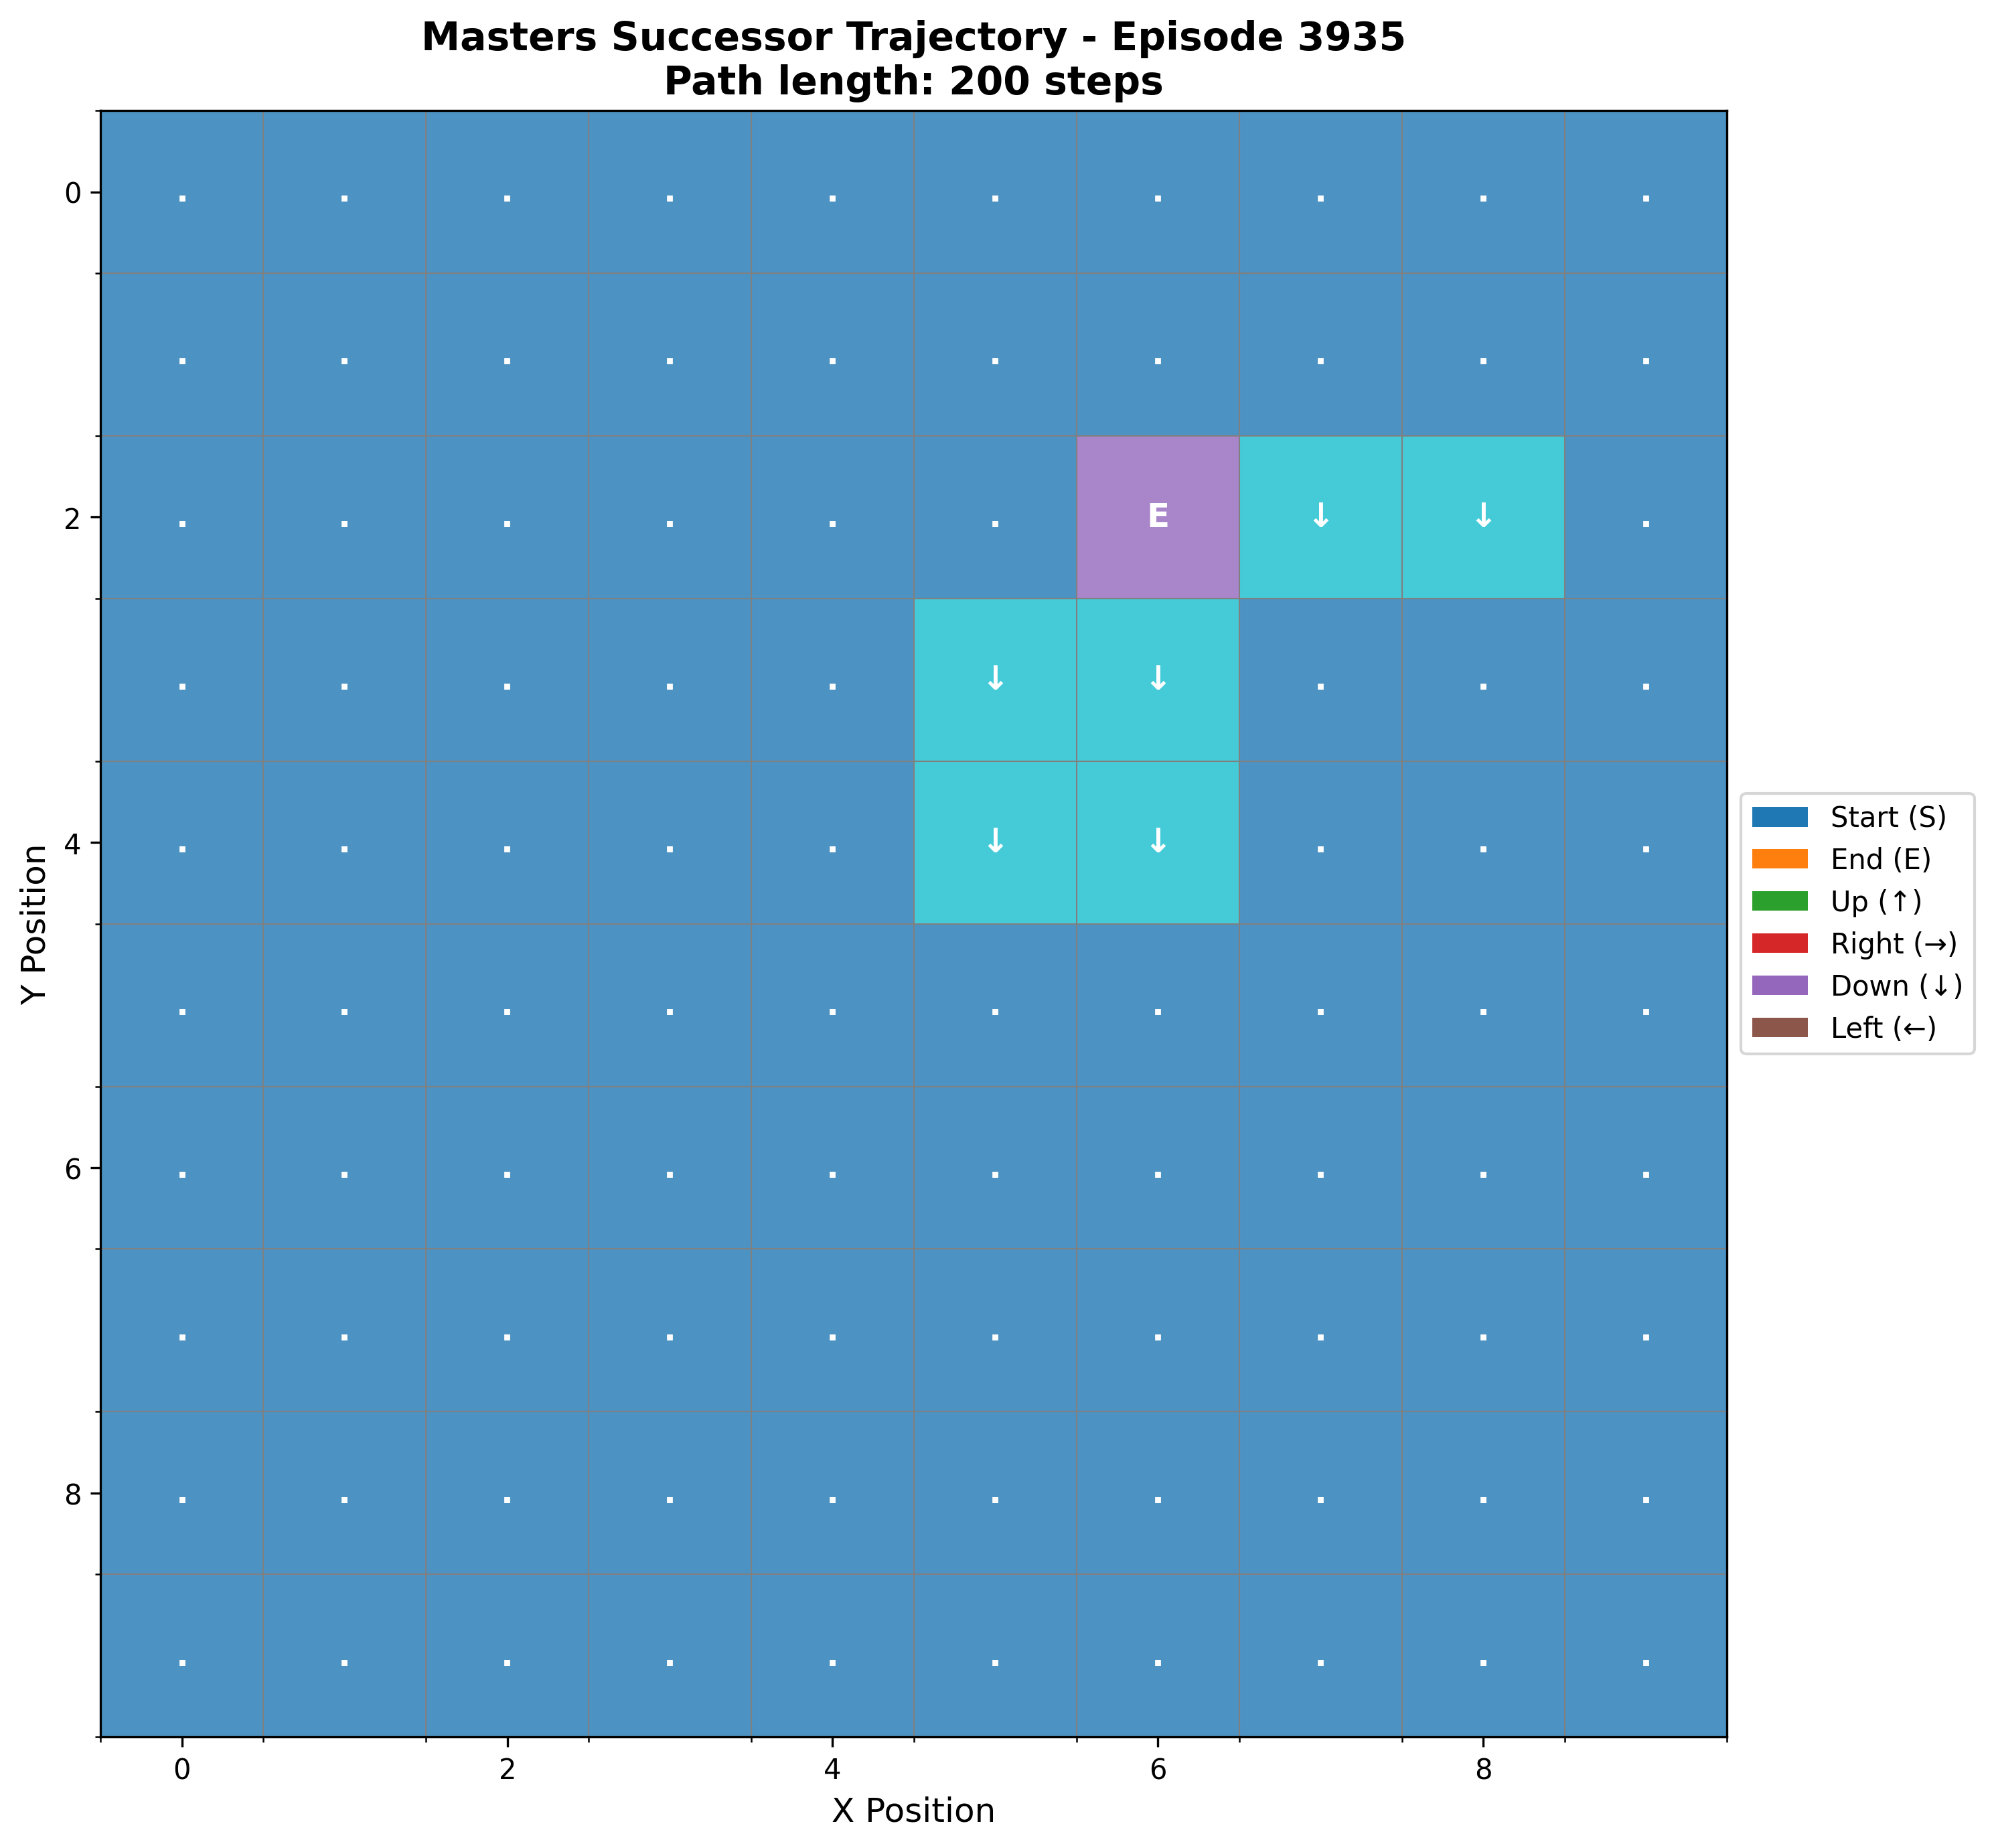 Masters Successor Trajectory - Episode 3935
Path length: 200 steps
0
2
E ↓ ↓
↓ ↓
4
↓ ↓
6
8
Y Position
0 2 4 6 8
X Position
Start (S)
End (E)
Up (↑)
Right (→)
Down (↓)
Left (←)